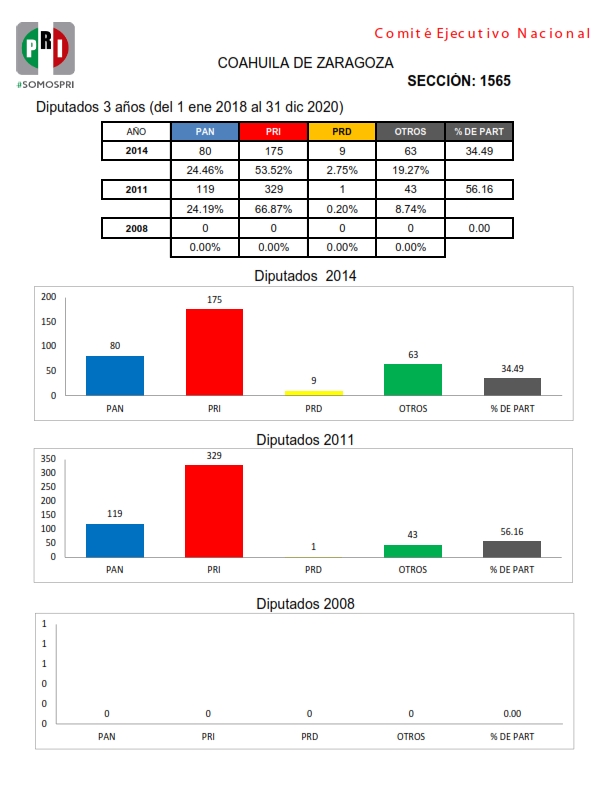 Comité Ejecutivo Nacional
PRI
#SOMOSPRI
COAHUILA DE ZARAGOZA
SECCIÓN: 1565
Diputados 3 años (del 1 ene 2018 al 31 dic 2020)
AÑO PAN PRI PRD OTROS % DE PART
2014 80 175 9 63 34.49
24.46% 53.52% 2.75% 19.27%
2011 119 329 1 43 56.16
24.19% 66.87% 0.20% 8.74%
2008 0 0 0 0 0.00
0.00% 0.00% 0.00% 0.00%
Diputados 2014
200
150
100
50
0
80 175 9 63 34.49
PAN PRI PRD OTROS % DE PART
Diputados 2011
350
300
250
200
150
100
50
0
119 329 1 43 56.16
PAN PRI PRD OTROS % DE PART
Diputados 2008
1
1
1
0
0
0
0 0 0 0 0.00
PAN PRI PRD OTROS % DE PART